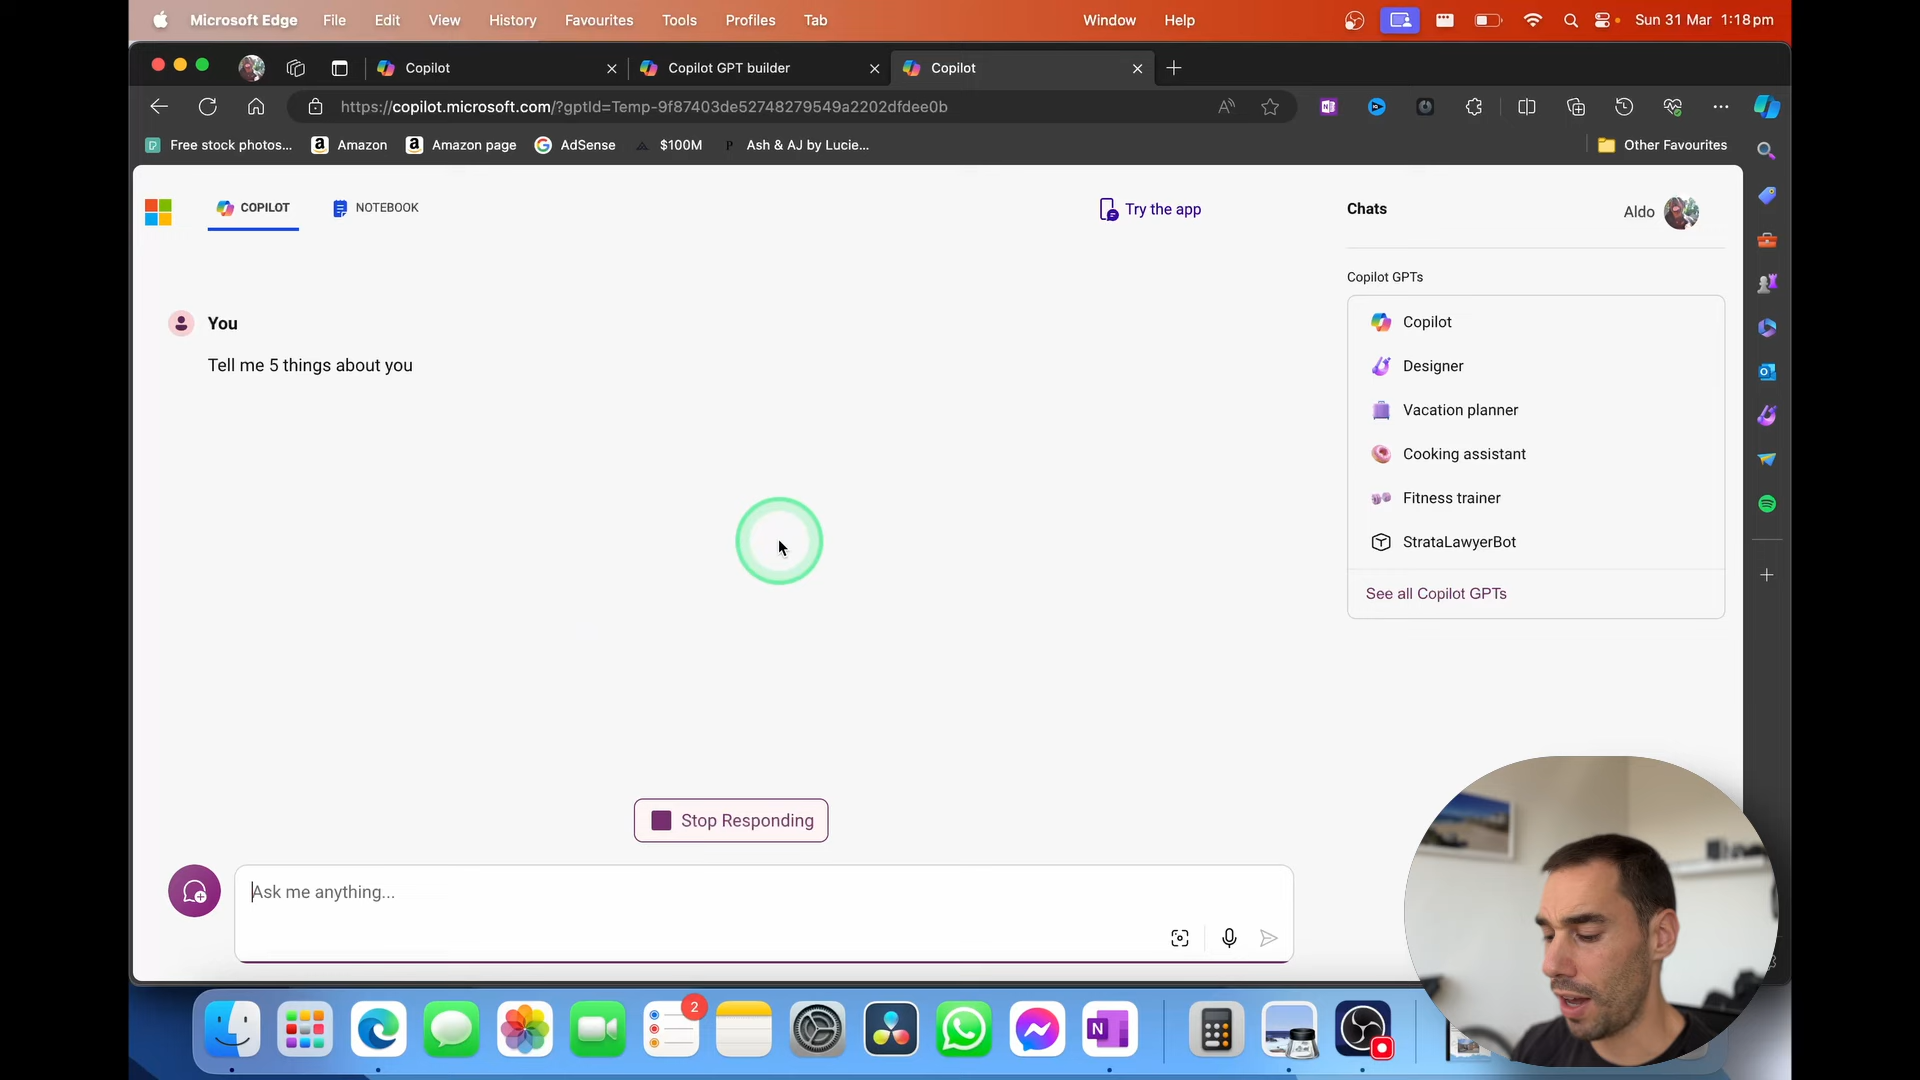 Microsoft Edge File Edit View History Favourites Tools Profiles Tab Window Help Sun 31 Mar 1:18 pm
Copilot Copilot GPT builder Copilot
https://copilot.microsoft.com/?gptId=Temp-9f87403de52748279549a2202dfdee0b
Free stock photos... Amazon Amazon page AdSense $100M Ash & AJ by Lucie... Other Favourites
COPILOT NOTEBOOK Try the app Chats Aldo
Copilot GPTs
You
Tell me 5 things about you
Copilot
Designer
Vacation planner
Cooking assistant
Fitness trainer
StrataLawyerBot
See all Copilot GPTs
Stop Responding
Ask me anything...
2